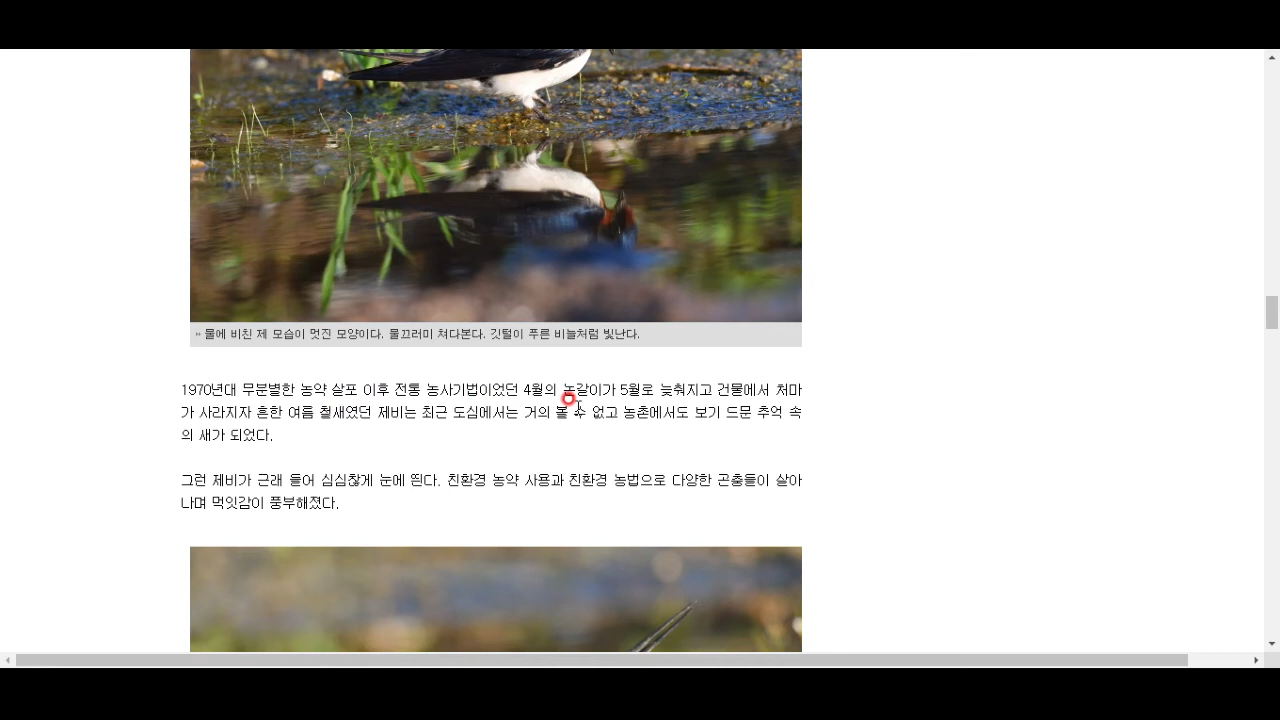 물에 비친 제 모습이 멋진 모양이다. 물끄러미 쳐다본다. 깃털이 푸른 비늘처럼 빛난다.
1970년대 무분별한 농약 살포 이후 전통 농사기법이었던 4월의 논갈이가 5월로 늦춰지고 건물에서 처마
가 사라지자 흔한 여름 철새였던 제비는 최근 도심에서는 거의 볼 수 없고 농촌에서도 보기 드문 추억 속
의 새가 되었다.
그런 제비가 근래 들어 심심찮게 눈에 띈다. 친환경 농약 사용과 친환경 농법으로 다양한 곤충들이 살아
나며 먹잇감이 풍부해졌다.